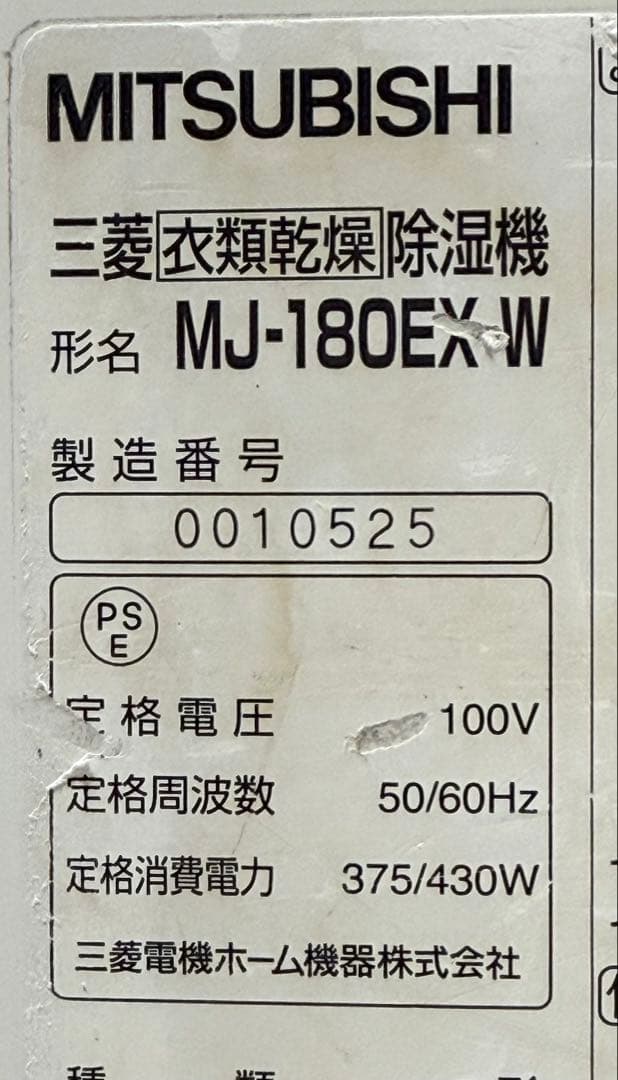 MITSUBISHI
三菱衣類乾燥除湿機
形名 MJ-180EX-W
製造番号
0010525
PS
E
定格電圧 100V
定格周波数 50/60Hz
定格消費電力 375/430W
三菱電機ホーム機器株式会社